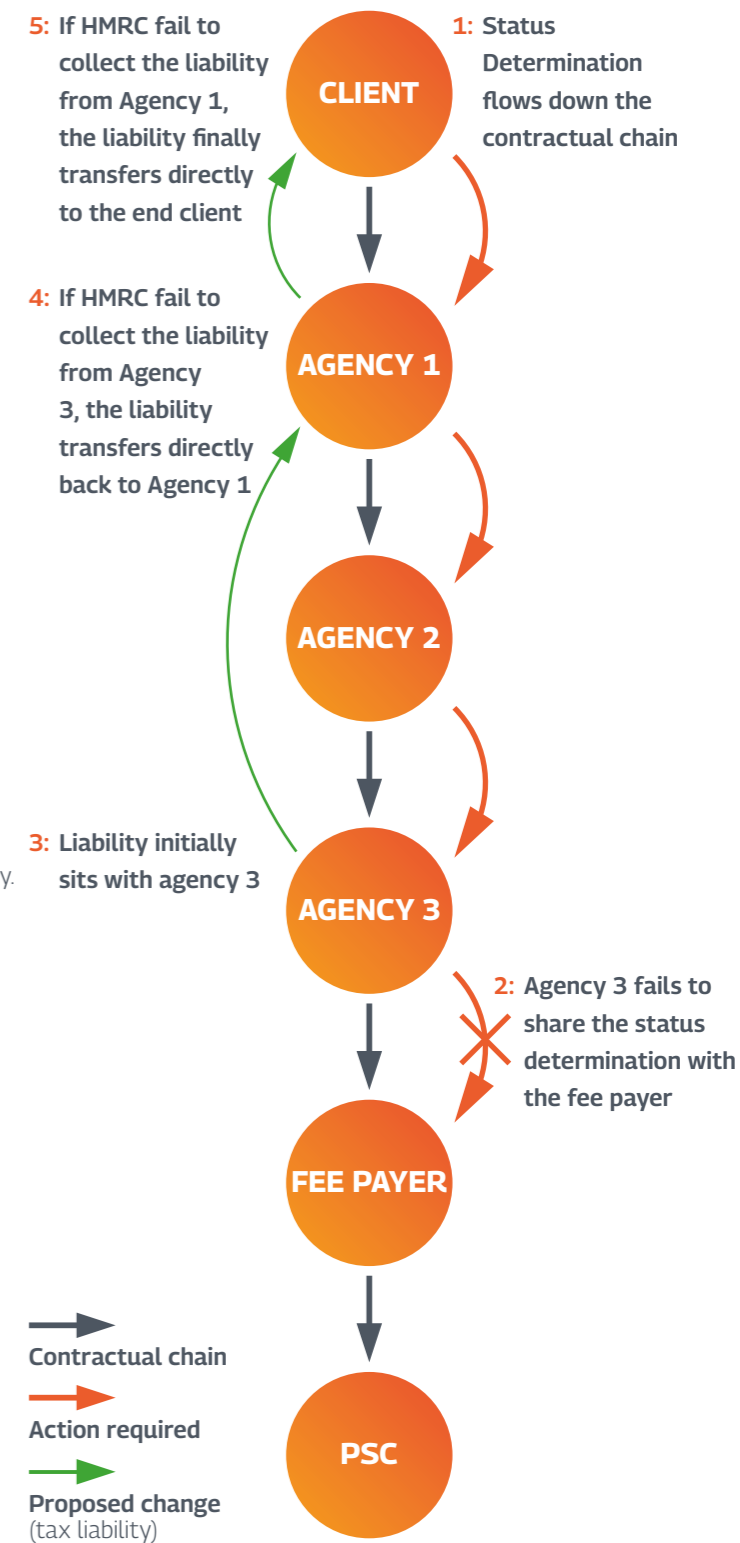 5: If HMRC fail to
collect the liability
from Agency 1,
the liability finally
transfers directly
to the end client
CLIENT
1: Status
Determination
flows down the
contractual chain
4: If HMRC fail to
collect the liability
from Agency
3, the liability
transfers directly
back to Agency 1
AGENCY 1
AGENCY 2
3: Liability initially
sits with agency 3
y.
AGENCY 3
2: Agency 3 fails to
share the status
determination with
the fee payer
FEE PAYER
Contractual chain
Action required
Proposed change
(tax liability)
PSC